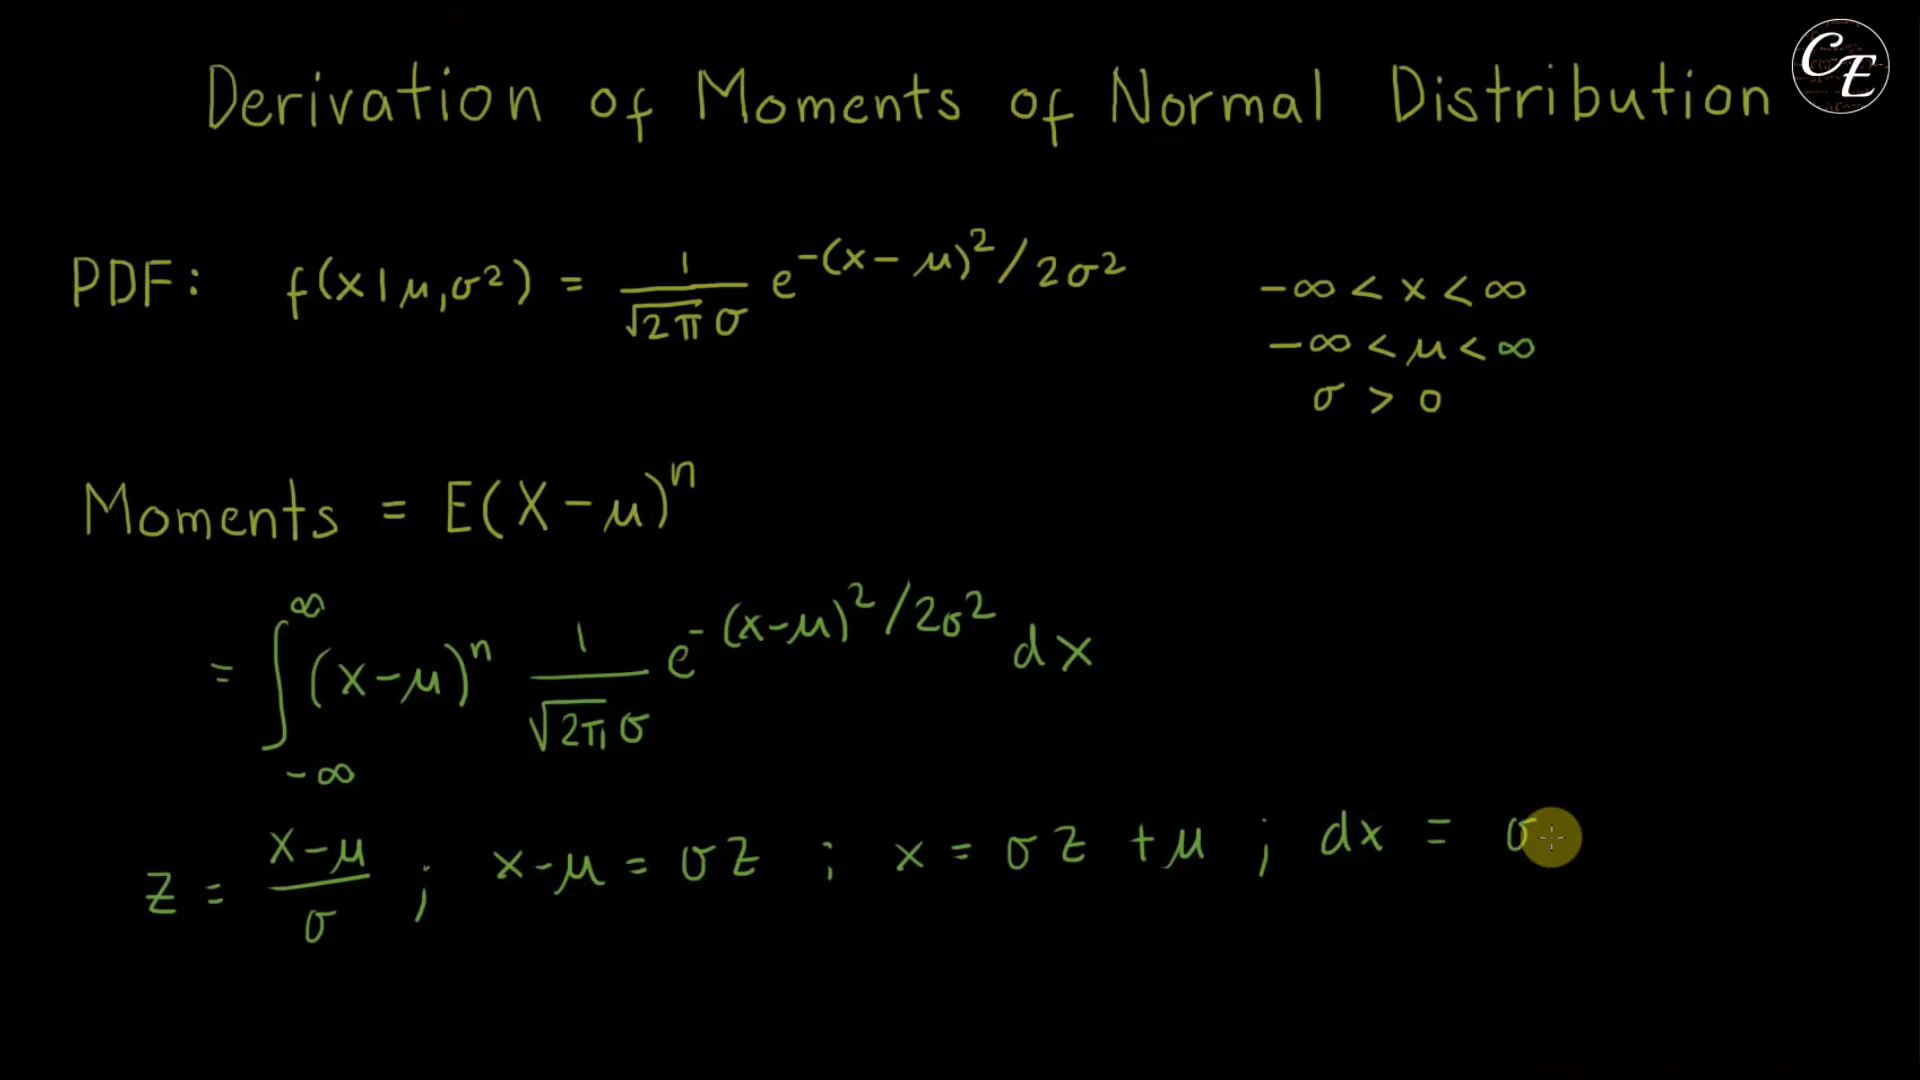 CE
Derivation of Moments of Normal Distribution
PDF: f(x|μ,σ²) = 1/(√2π σ) e^-(x-μ)²/2σ²
-∞ < x < ∞
-∞ < μ < ∞
σ > 0
Moments = E(X-μ)ⁿ
= ∫_{-∞}^{∞} (x-μ)ⁿ 1/(√2π σ) e^-(x-μ)²/2σ² dx
z = (x-μ)/σ ; x-μ = σz ; x = σz + μ ; dx = σ